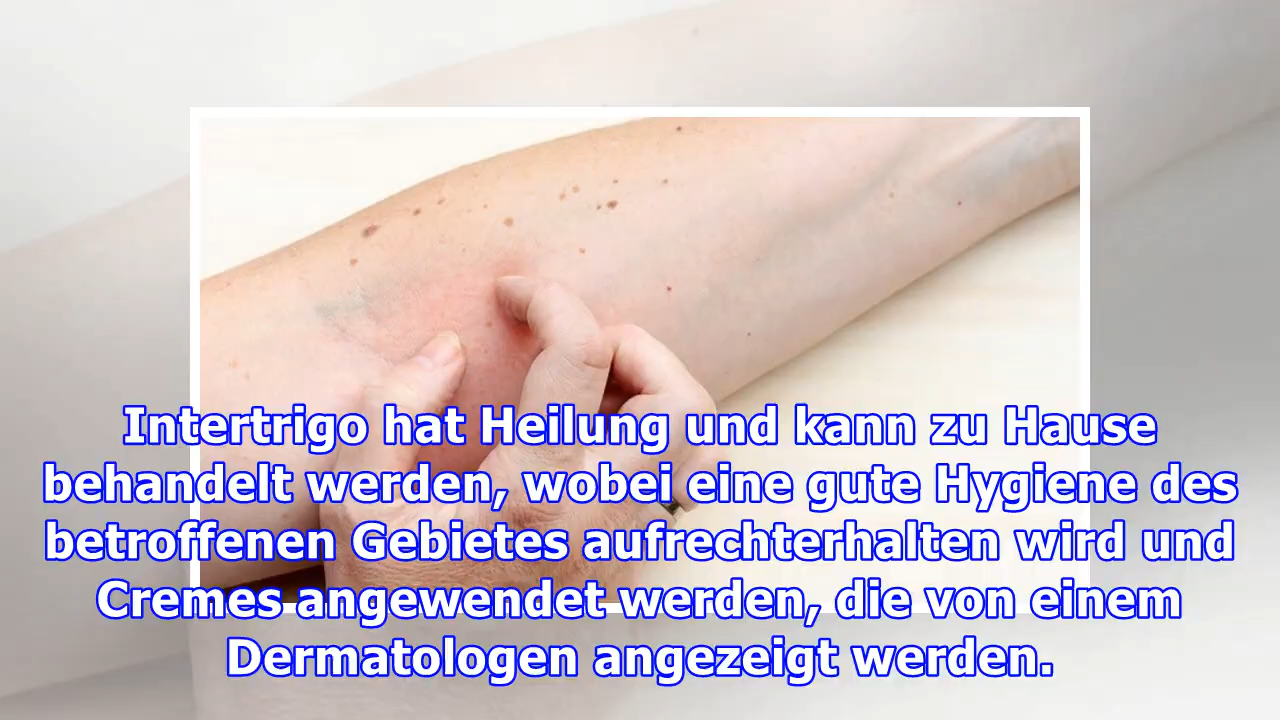 Intertrigo hat Heilung und kann zu Hause
behandelt werden, wobei eine gute Hygiene des
betroffenen Gebietes aufrechterhalten wird und
Cremes angewendet werden, die von einem
Dermatologen angezeigt werden.